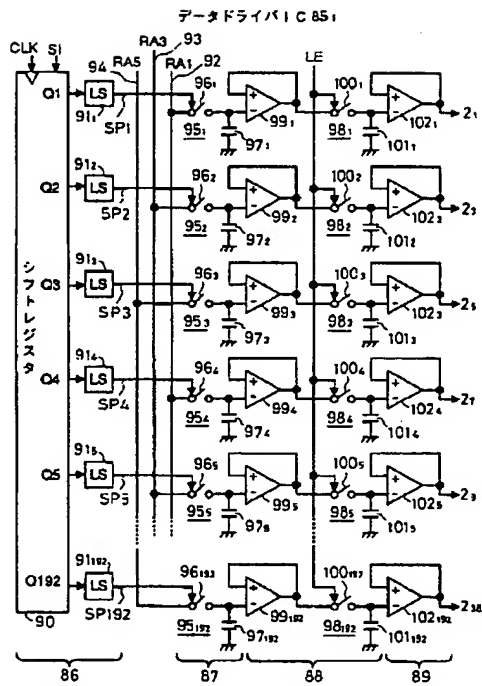 データドライバIC 85₁
CLK SI
RA5 94 RA3 93 RA1 92 LE
Q1 91₁ LS SP1 96₁ 95₁ 97₁ 99₁ 100₁ 98₁ 101₁ 102₁ 2₁
+ − + −
Q2 91₂ LS SP2 96₂ 95₂ 97₂ 99₂ 100₂ 98₂ 101₂ 102₂
+ − + −
シフトレジスタ
Q3 91₃ LS SP3 96₃ 95₃ 97₃ 99₃ 100₃ 98₃ 101₃ 102₃ 2₅
+ − + −
Q4 91₄ LS SP4 96₄ 95₄ 97₄ 99₄ 100₄ 98₄ 101₄ 102₄ 2₇
+ − + −
Q5 91₅ LS SP5 96₅ 95₅ 97₅ 99₅ 100₅ 98₅ 101₅ 102₅ 2₉
+ − + −
Q192 91₁₉₂ LS SP192 96₁₉₂ 95₁₉₂ 97₁₉₂ 99₁₉₂ 100₁₉₂ 98₁₉₂ 101₁₉₂ 102₁₉₂
+ − + −
90
86 87 88 89